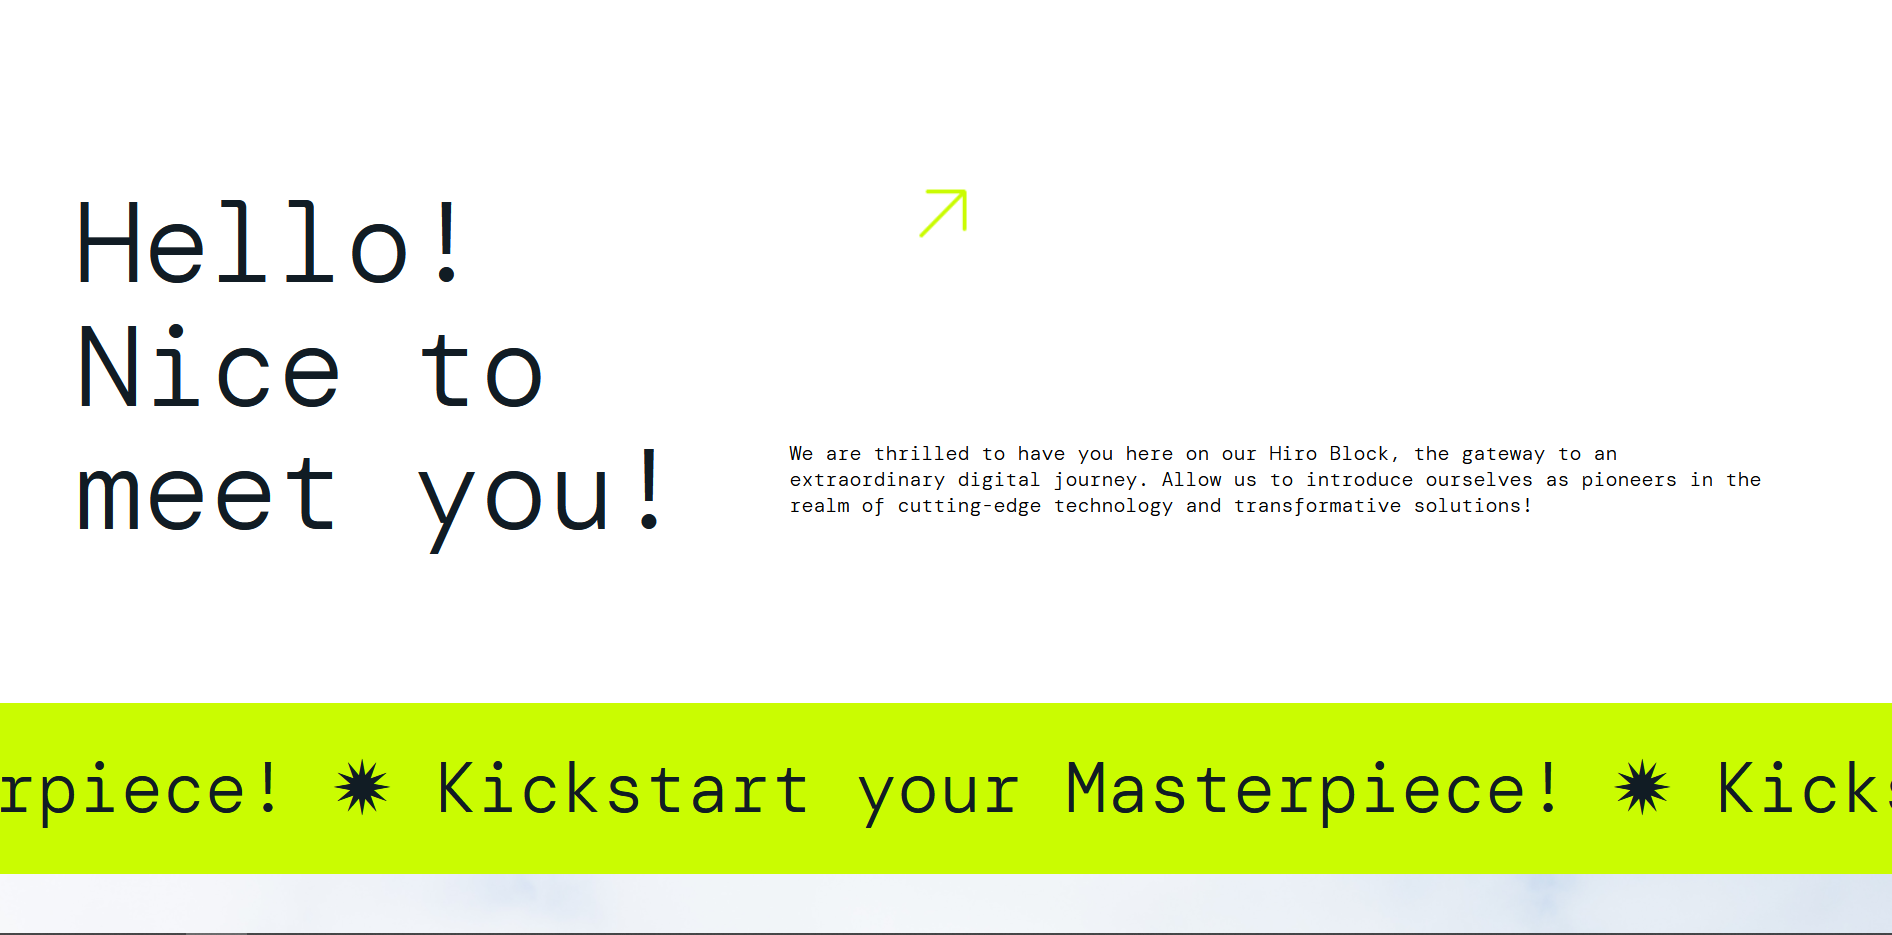 Hello!
Nice to
meet you!
We are thrilled to have you here on our Hiro Block, the gateway to an
extraordinary digital journey. Allow us to introduce ourselves as pioneers in the
realm of cutting-edge technology and transformative solutions!
rpiece! ✹ Kickstart your Masterpiece! ✹ Kicks